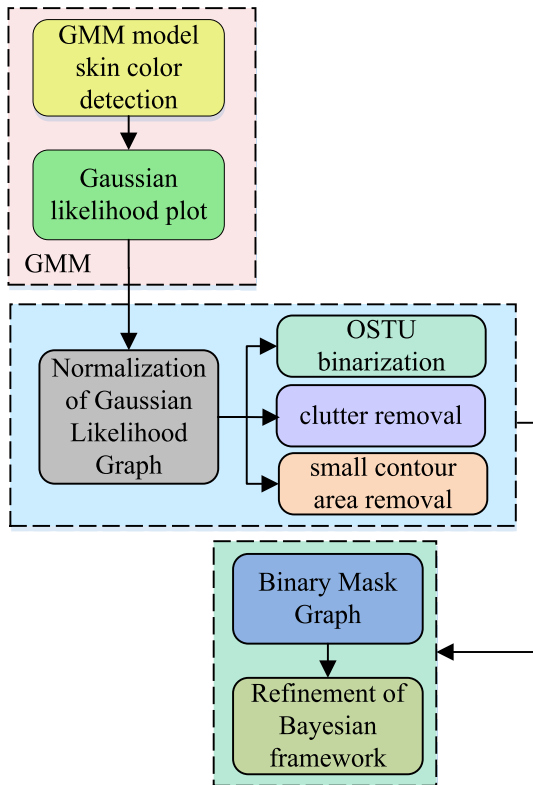 GMM model
skin color
detection
Gaussian
likelihood plot
GMM
Normalization
of Gaussian
Likelihood
Graph
OSTU
binarization
clutter removal
small contour
area removal
Binary Mask
Graph
Refinement of
Bayesian
framework